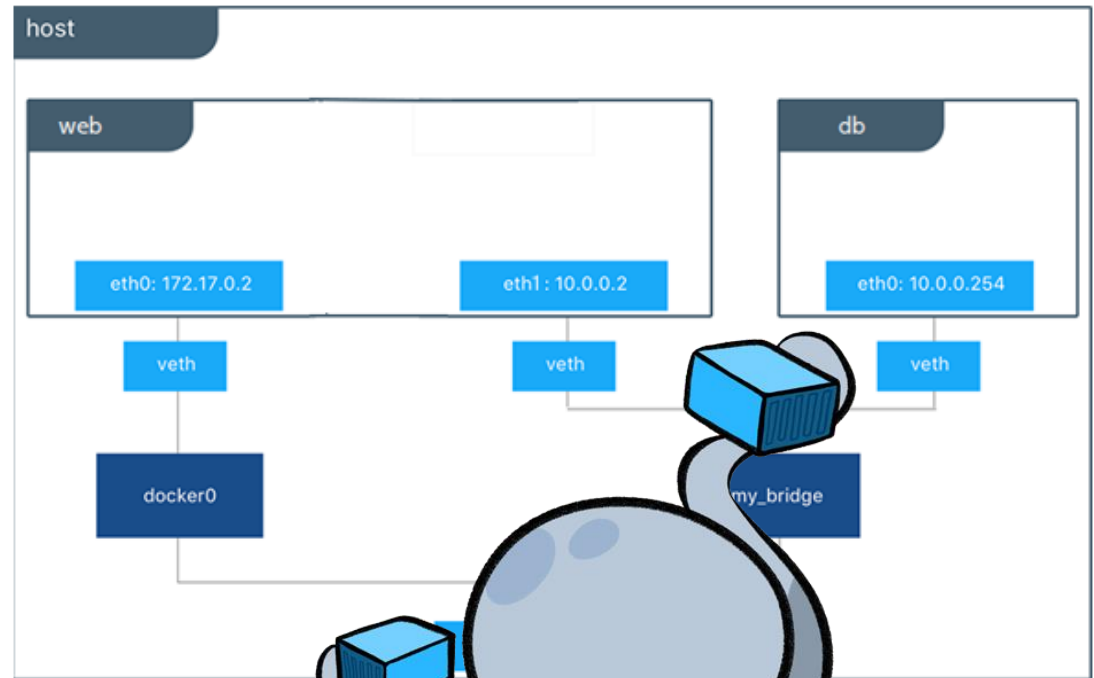 host
web
db
eth0: 172.17.0.2
eth1 : 10.0.0.2
eth0: 10.0.0.254
veth
veth
veth
docker0
my_bridge